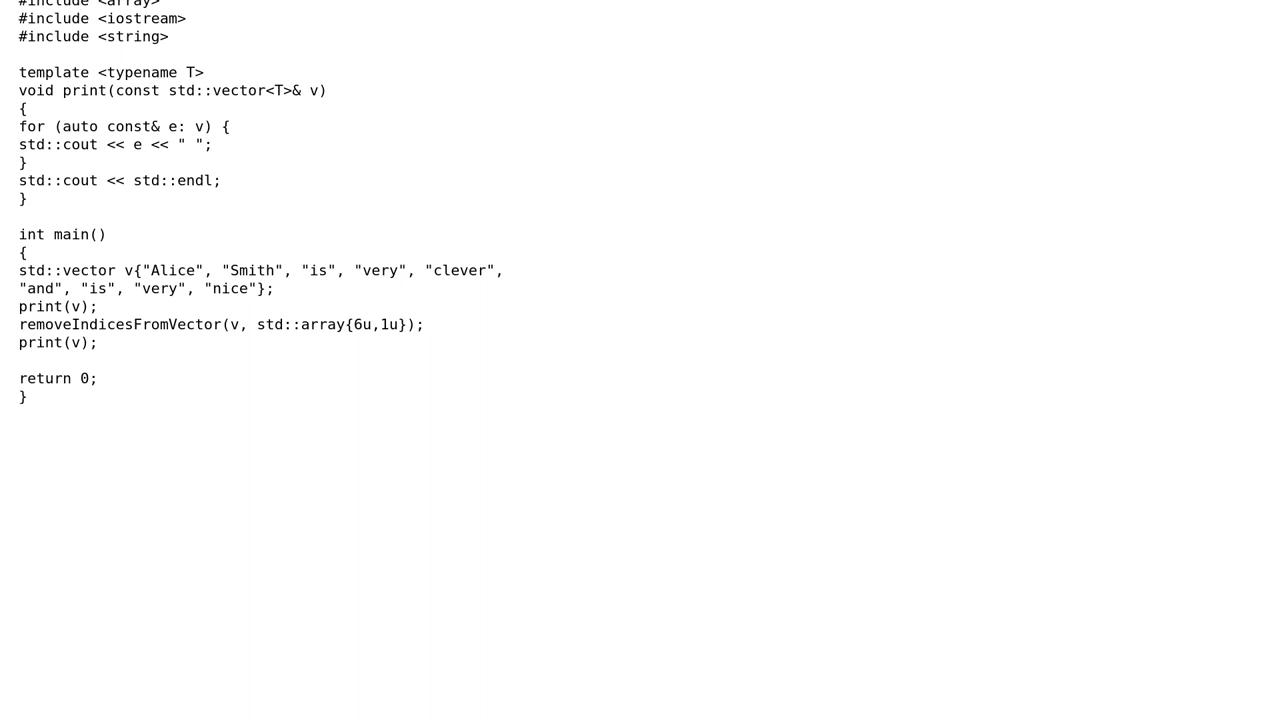 #include <array>
#include <iostream>
#include <string>

template <typename T>
void print(const std::vector<T>& v)
{
for (auto const& e: v) {
std::cout << e << " ";
}
std::cout << std::endl;
}

int main()
{
std::vector v{"Alice", "Smith", "is", "very", "clever",
"and", "is", "very", "nice"};
print(v);
removeIndicesFromVector(v, std::array{6u,1u});
print(v);

return 0;
}